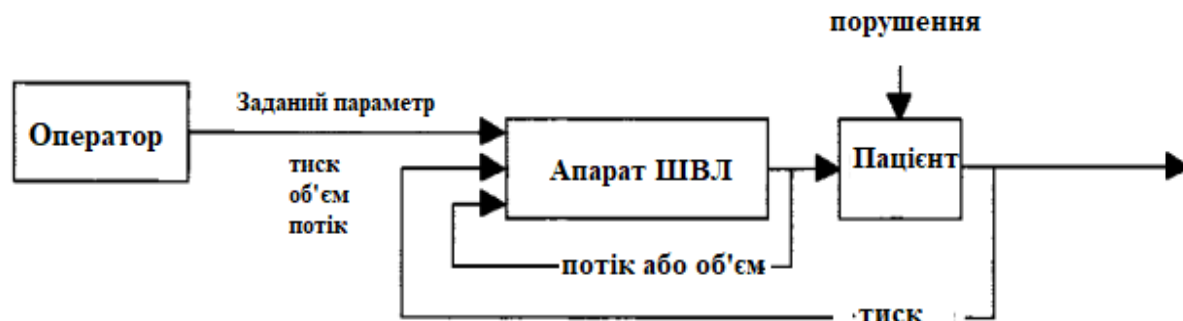 порушення
Заданий параметр
Оператор
тиск
об'єм
потік
Апарат ШВЛ
Пацієнт
потік або об'єм
тиск